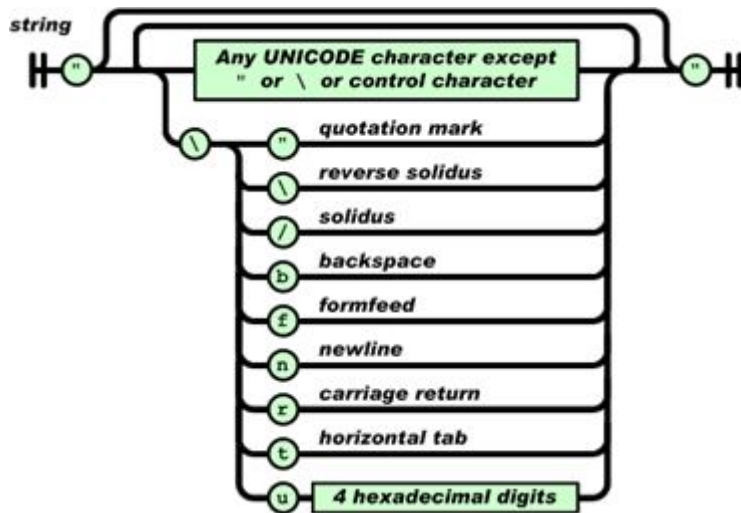 string
" Any UNICODE character except "
" or \ or control character
\ " quotation mark
\ reverse solidus
/ solidus
b backspace
f formfeed
n newline
r carriage return
t horizontal tab
u 4 hexadecimal digits